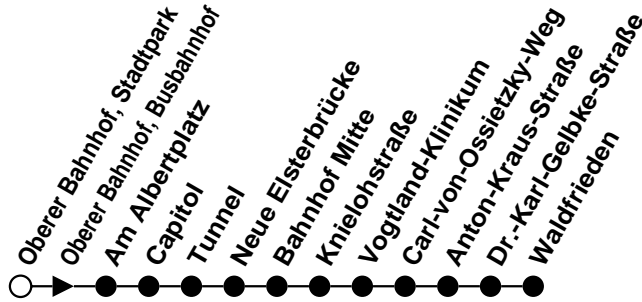 Oberer Bahnhof, Stadtpark
Oberer Bahnhof, Busbahnhof
Am Albertplatz
Capitol
Tunnel
Neue Elsterbrücke
Bahnhof Mitte
Knielohstraße
Vogtland-Klinikum
Carl-von-Ossietzky-Weg
Anton-Kraus-Straße
Dr.-Karl-Gelbke-Straße
Waldfrieden